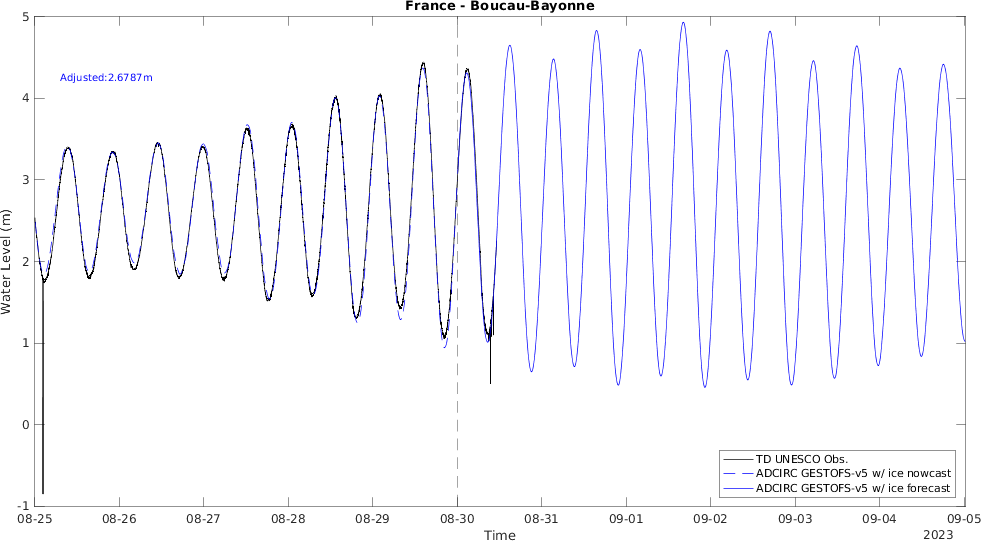 France - Boucau-Bayonne
Adjusted:2.6787m
Water Level (m)
5
4
3
2
1
0
-1
08-25 08-26 08-27 08-28 08-29 08-30 08-31 09-01 09-02 09-03 09-04 09-05
Time
2023
TD UNESCO Obs.
ADCIRC GESTOFS-v5 w/ ice nowcast
ADCIRC GESTOFS-v5 w/ ice forecast